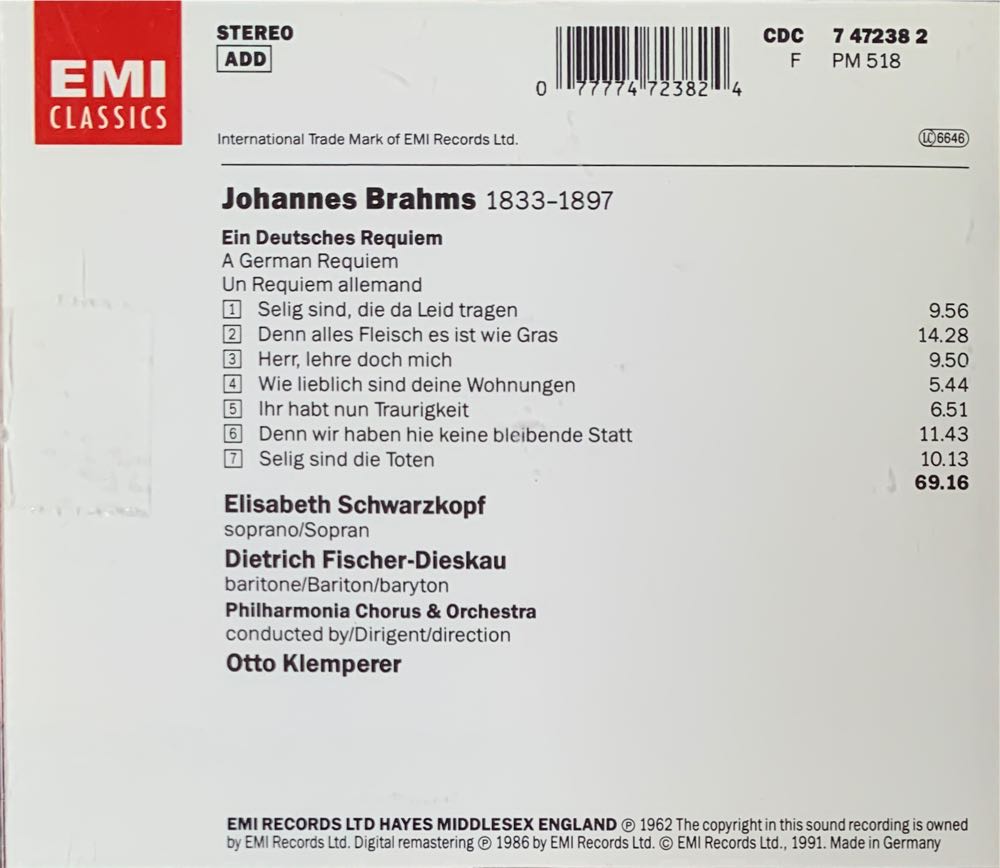 EMI
CLASSICS
STEREO
ADD
0 77774 72382 4
CDC 7 47238 2
F PM 518
International Trade Mark of EMI Records Ltd.
LC 6646
Johannes Brahms 1833–1897
Ein Deutsches Requiem
A German Requiem
Un Requiem allemand
1 Selig sind, die da Leid tragen 9.56
2 Denn alles Fleisch es ist wie Gras 14.28
3 Herr, lehre doch mich 9.50
4 Wie lieblich sind deine Wohnungen 5.44
5 Ihr habt nun Traurigkeit 6.51
6 Denn wir haben hie keine bleibende Statt 11.43
7 Selig sind die Toten 10.13
69.16
Elisabeth Schwarzkopf
soprano/Sopran
Dietrich Fischer-Dieskau
baritone/Bariton/baryton
Philharmonia Chorus & Orchestra
conducted by/Dirigent/direction
Otto Klemperer
EMI RECORDS LTD HAYES MIDDLESEX ENGLAND ℗ 1962 The copyright in this sound recording is owned
by EMI Records Ltd. Digital remastering ℗ 1986 by EMI Records Ltd. © EMI Records Ltd., 1991. Made in Germany